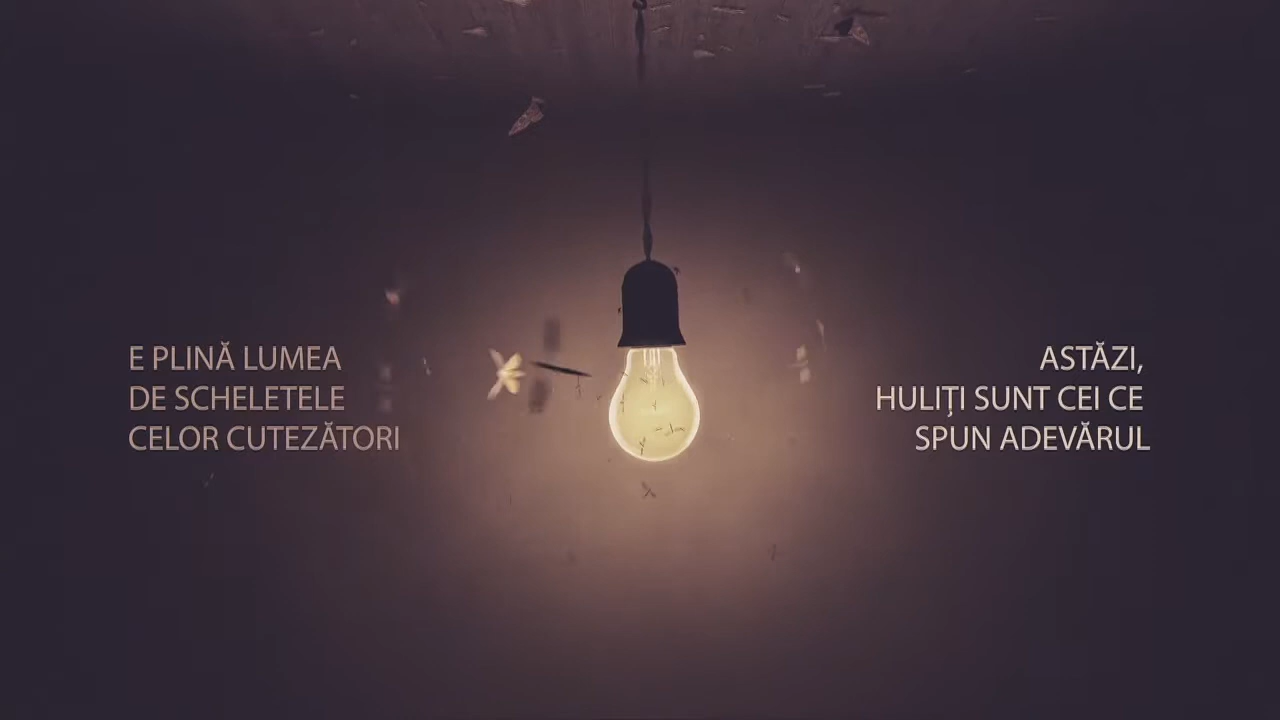 E PLINĂ LUMEA
DE SCHELETELE
CELOR CUTEZĂTORI
ASTĂZI,
HULIȚI SUNT CEI CE
SPUN ADEVĂRUL